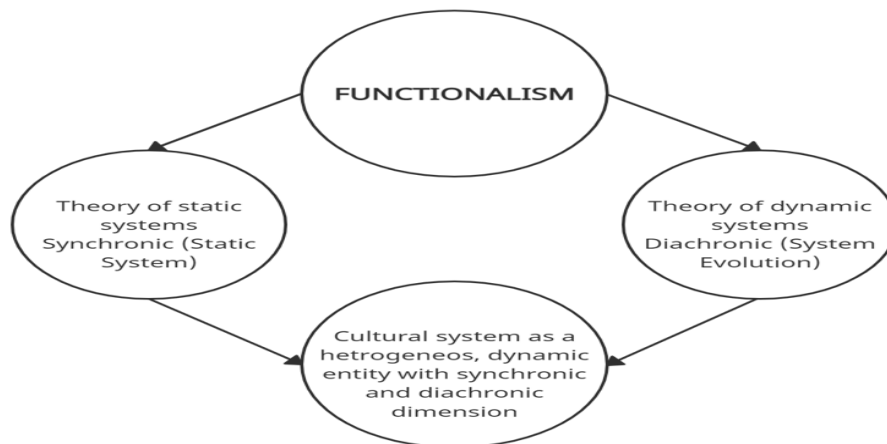 FUNCTIONALISM
Theory of static
systems
Synchronic (Static
System)
Theory of dynamic
systems
Diachronic (System
Evolution)
Cultural system as a
hetrogeneos, dynamic
entity with synchronic
and diachronic
dimension